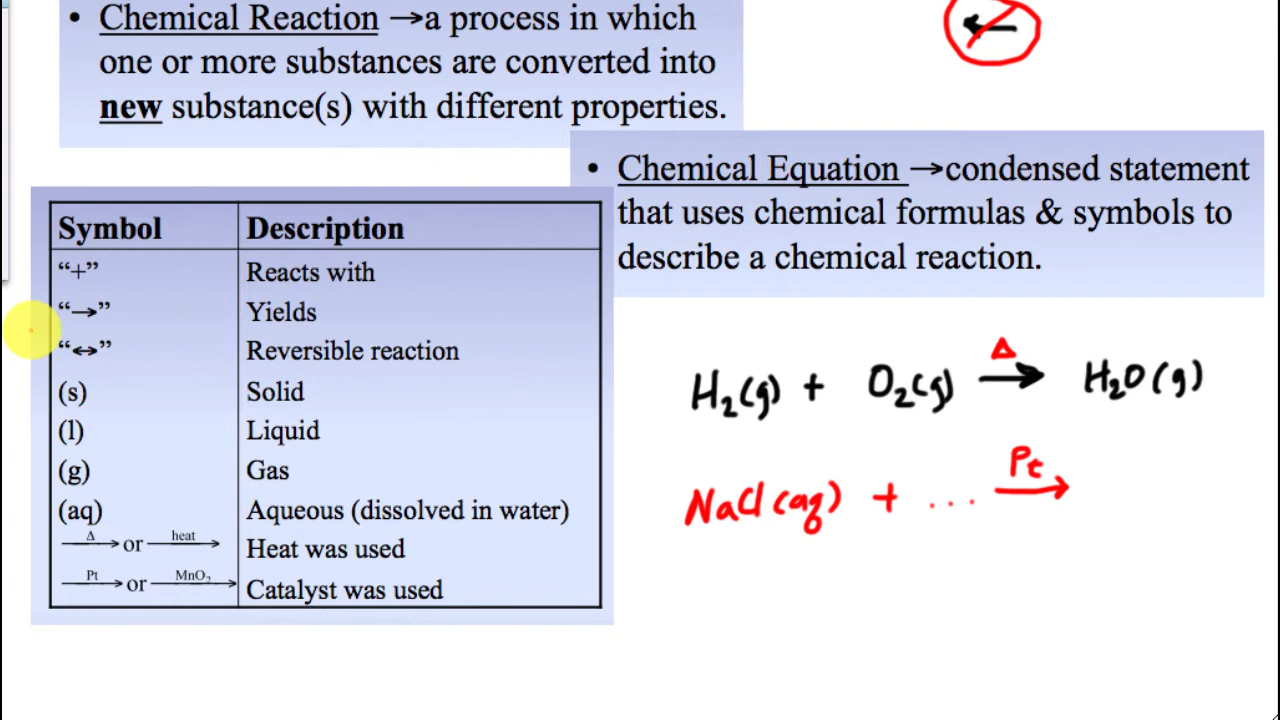 • Chemical Reaction →a process in which
one or more substances are converted into
new substance(s) with different properties.
• Chemical Equation →condensed statement
that uses chemical formulas & symbols to
describe a chemical reaction.
Symbol Description
“+” Reacts with
“→” Yields
“↔” Reversible reaction
(s) Solid
(l) Liquid
(g) Gas
(aq) Aqueous (dissolved in water)
Δ→ or heat→ Heat was used
Pt→ or MnO₂→ Catalyst was used
H₂(g) + O₂(g) Δ→ H₂O(g)
NaCl(aq) + ... Pt→